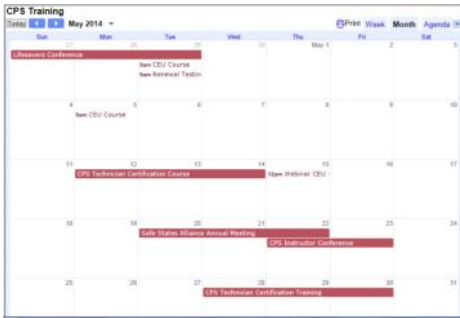 CPS Training
Today May 2014 Print Week Month Agenda
Sun Mon Tue Wed Thu Fri Sat
27 28 29 30 May 1 2 3
Lifesavers Conference
9am CEU Course
9am Renewal Testin
4 5 6 7 8 9 10
9am CEU Course
11 12 13 14 15 16 17
CPS Technician Certification Course
12pm Webinar CEU
18 19 20 21 22 23 24
Safe States Alliance Annual Meeting
CPS Instructor Conference
25 26 27 28 29 30 31
CPS Technician Certification Training